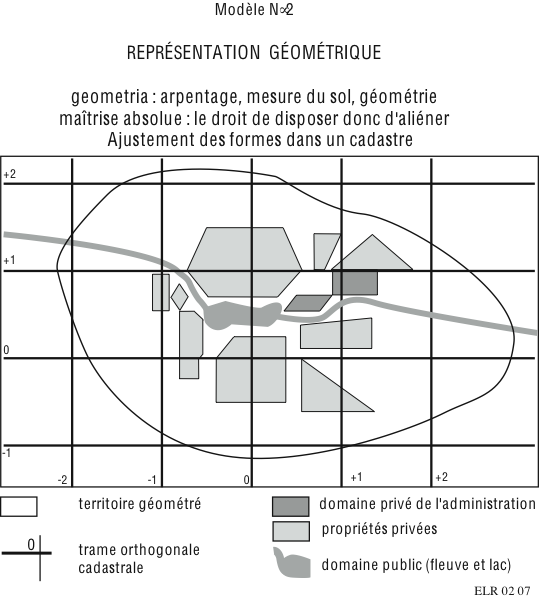 Modèle N∝2
REPRÉSENTATION GÉOMÉTRIQUE
geometria : arpentage, mesure du sol, géométrie
maîtrise absolue : le droit de disposer donc d'aliéner
Ajustement des formes dans un cadastre
+2
+1
0
-1
-2 -1 0 +1 +2
territoire géométré
0
trame orthogonale
cadastrale
domaine privé de l'administration
propriétés privées
domaine public (fleuve et lac)
ELR 02 07